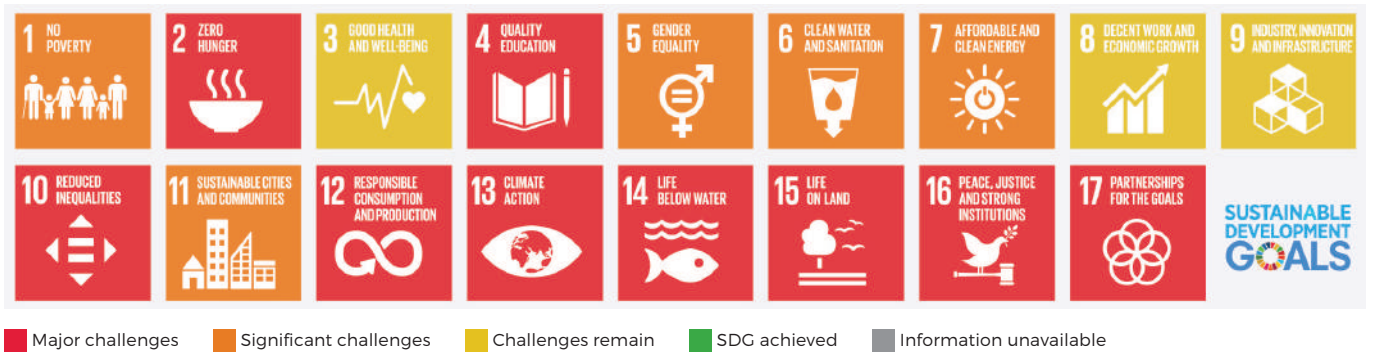 1 NO POVERTY
2 ZERO HUNGER
3 GOOD HEALTH AND WELL-BEING
4 QUALITY EDUCATION
5 GENDER EQUALITY
6 CLEAN WATER AND SANITATION
7 AFFORDABLE AND CLEAN ENERGY
8 DECENT WORK AND ECONOMIC GROWTH
9 INDUSTRY, INNOVATION AND INFRASTRUCTURE
10 REDUCED INEQUALITIES
11 SUSTAINABLE CITIES AND COMMUNITIES
12 RESPONSIBLE CONSUMPTION AND PRODUCTION
13 CLIMATE ACTION
14 LIFE BELOW WATER
15 LIFE ON LAND
16 PEACE, JUSTICE AND STRONG INSTITUTIONS
17 PARTNERSHIPS FOR THE GOALS
SUSTAINABLE
DEVELOPMENT
GOALS
Major challenges
Significant challenges
Challenges remain
SDG achieved
Information unavailable